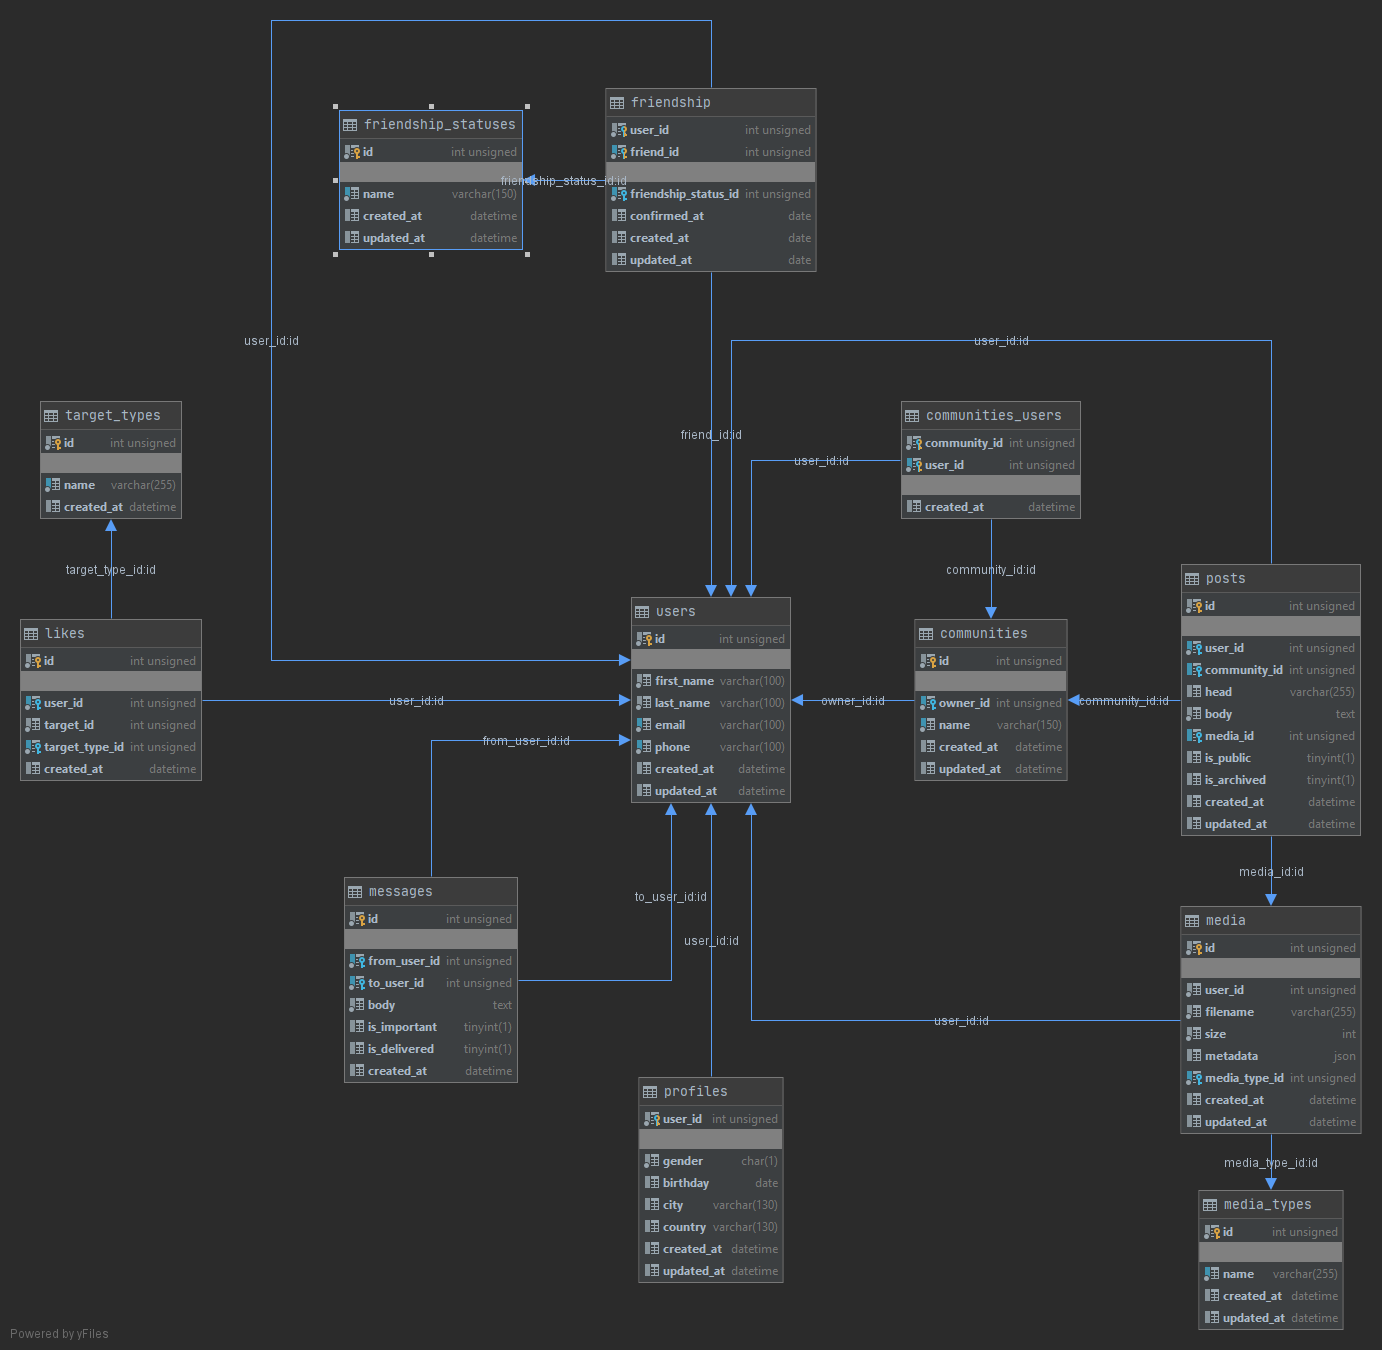 friendship
user_id int unsigned
friend_id int unsigned
friendship_status_id int unsigned
confirmed_at date
created_at date
updated_at date
friendship_statuses
id int unsigned
name varchar(150)
created_at datetime
updated_at datetime
friendship_status_id:id
user_id:id
user_id:id
friend_id:id
target_types
id int unsigned
name varchar(255)
created_at datetime
target_type_id:id
communities_users
community_id int unsigned
user_id int unsigned
created_at datetime
user_id:id
community_id:id
likes
id int unsigned
user_id int unsigned
target_id int unsigned
target_type_id int unsigned
created_at datetime
user_id:id
users
id int unsigned
first_name varchar(100)
last_name varchar(100)
email varchar(100)
phone varchar(100)
created_at datetime
updated_at datetime
owner_id:id
communities
id int unsigned
owner_id int unsigned
name varchar(150)
created_at datetime
updated_at datetime
community_id:id
posts
id int unsigned
user_id int unsigned
community_id int unsigned
head varchar(255)
body text
media_id int unsigned
is_public tinyint(1)
is_archived tinyint(1)
created_at datetime
updated_at datetime
from_user_id:id
media_id:id
messages
id int unsigned
from_user_id int unsigned
to_user_id int unsigned
body text
is_important tinyint(1)
is_delivered tinyint(1)
created_at datetime
to_user_id:id
user_id:id
user_id:id
media
id int unsigned
user_id int unsigned
filename varchar(255)
size int
metadata json
media_type_id int unsigned
created_at datetime
updated_at datetime
profiles
user_id int unsigned
gender char(1)
birthday date
city varchar(130)
country varchar(130)
created_at datetime
updated_at datetime
media_type_id:id
media_types
id int unsigned
name varchar(255)
created_at datetime
updated_at datetime
Powered by yFiles